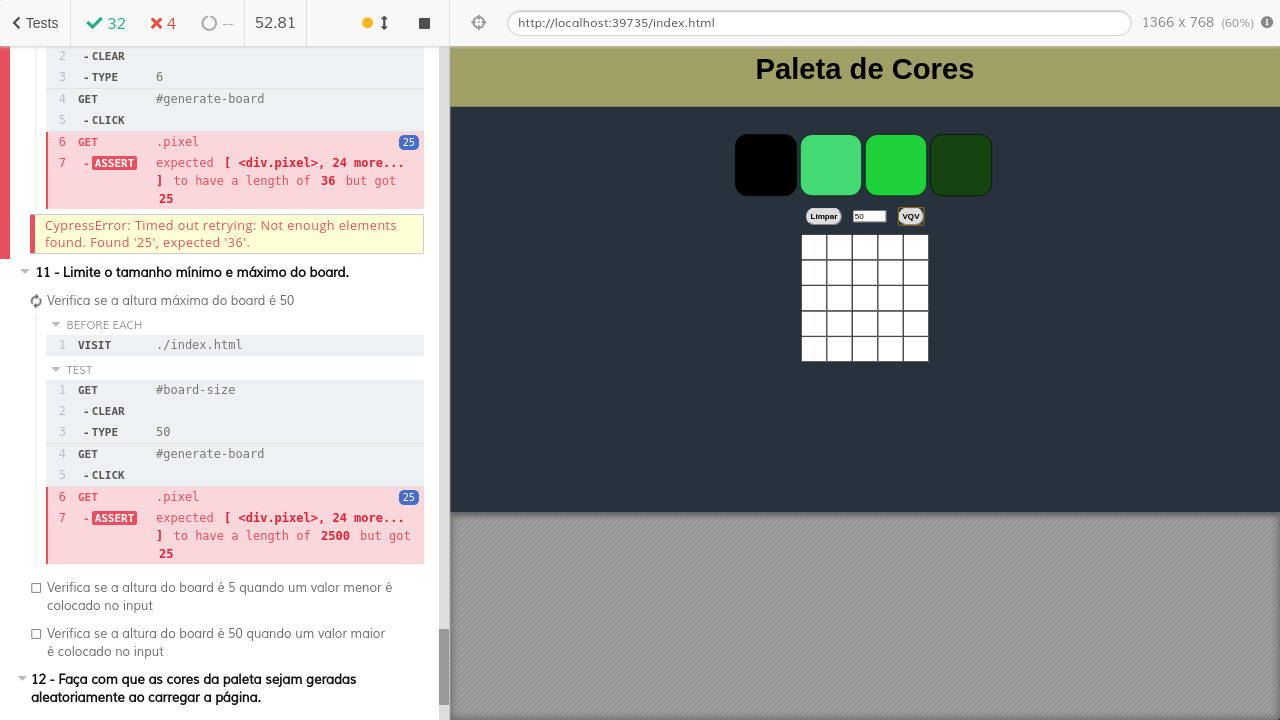 Tests 32 4 -- 52.81
http://localhost:39735/index.html 1366 x 768 (60%)
2 - CLEAR
3 - TYPE 6
4 GET #generate-board
5 - CLICK
6 GET .pixel 25
7 - ASSERT expected [ <div.pixel>, 24 more...
] to have a length of 36 but got
25
CypressError: Timed out retrying: Not enough elements
found. Found '25', expected '36'.
11 - Limite o tamanho mínimo e máximo do board.
Verifica se a altura máxima do board é 50
BEFORE EACH
1 VISIT ./index.html
TEST
1 GET #board-size
2 - CLEAR
3 - TYPE 50
4 GET #generate-board
5 - CLICK
6 GET .pixel 25
7 - ASSERT expected [ <div.pixel>, 24 more...
] to have a length of 2500 but got
25
Verifica se a altura do board é 5 quando um valor menor é
colocado no input
Verifica se a altura do board é 50 quando um valor maior
é colocado no input
12 - Faça com que as cores da paleta sejam geradas
aleatoriamente ao carregar a página.
Paleta de Cores
Limpar 50 VQV